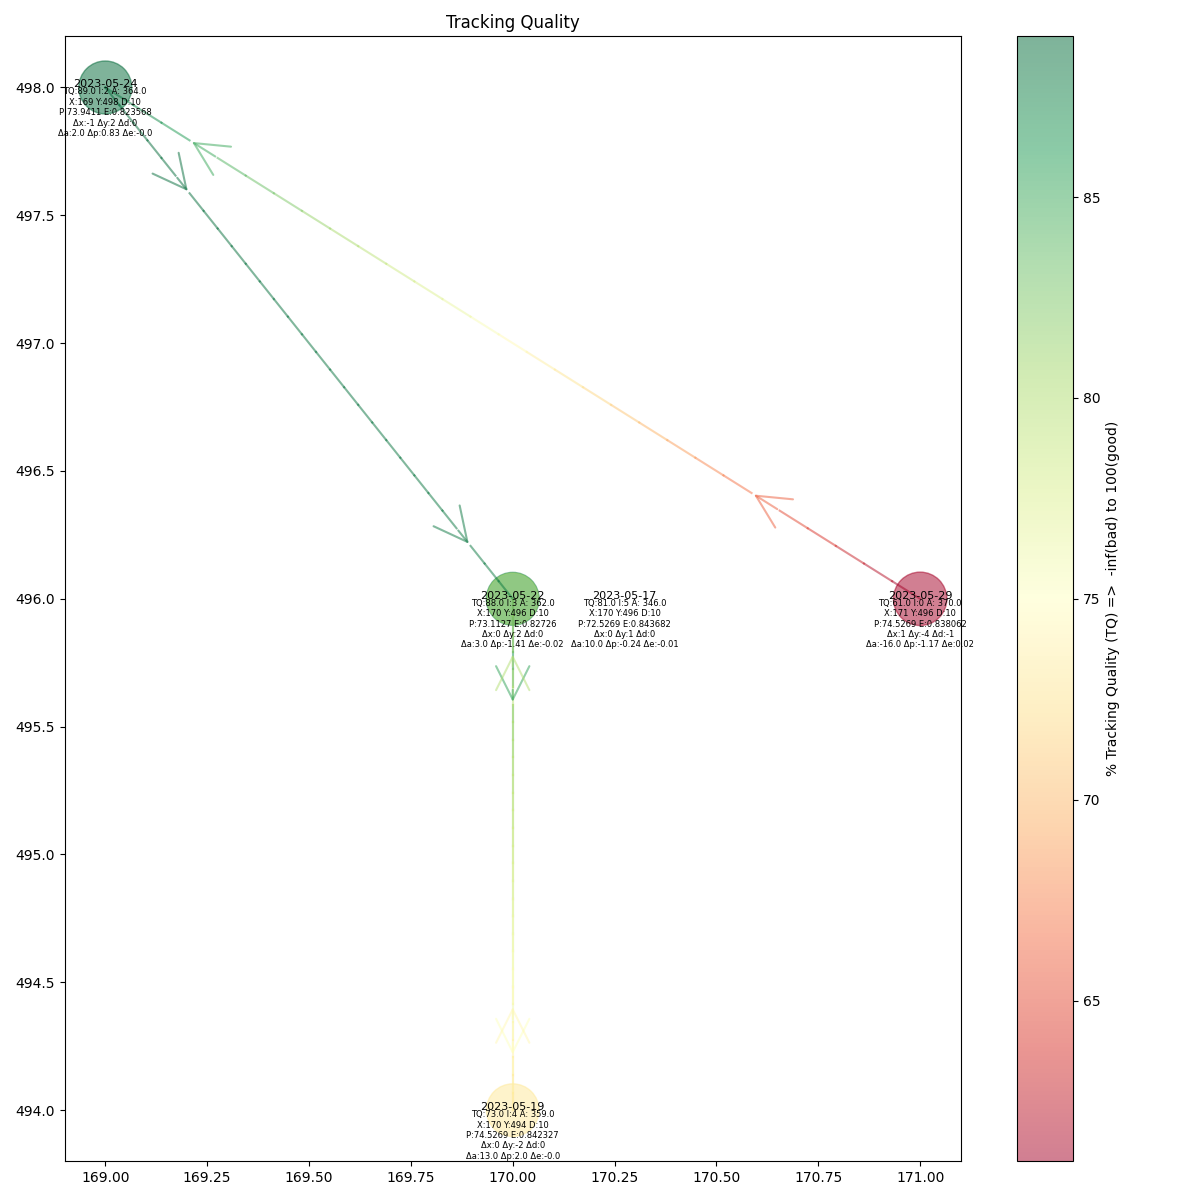 Tracking Quality
498.0
497.5
497.0
496.5
496.0
495.5
495.0
494.5
494.0
2023-05-24
TQ:89.0 I:2 A: 364.0
X:169 Y:498 D:10
P:73.9411 E:0.823568
Δx:-1 Δy:2 Δd:0
Δa:2.0 Δp:0.83 Δe:-0.0
2023-05-22
TQ:88.0 I:3 A: 362.0
X:170 Y:496 D:10
P:73.1127 E:0.82726
Δx:0 Δy:2 Δd:0
Δa:3.0 Δp:-1.41 Δe:-0.02
2023-05-17
TQ:81.0 I:5 A: 346.0
X:170 Y:496 D:10
P:72.5269 E:0.843682
Δx:0 Δy:1 Δd:0
Δa:10.0 Δp:-0.24 Δe:-0.01
2023-05-29
TQ:61.0 I:0 A: 370.0
X:171 Y:496 D:10
P:74.5269 E:0.838062
Δx:1 Δy:-4 Δd:-1
Δa:-16.0 Δp:-1.17 Δe:0.02
2023-05-19
TQ:73.0 I:4 A: 359.0
X:170 Y:494 D:10
P:74.5269 E:0.842327
Δx:0 Δy:-2 Δd:0
Δa:13.0 Δp:2.0 Δe:-0.0
169.00 169.25 169.50 169.75 170.00 170.25 170.50 170.75 171.00
85
80
75
70
65
% Tracking Quality (TQ) =>  -inf(bad) to 100(good)